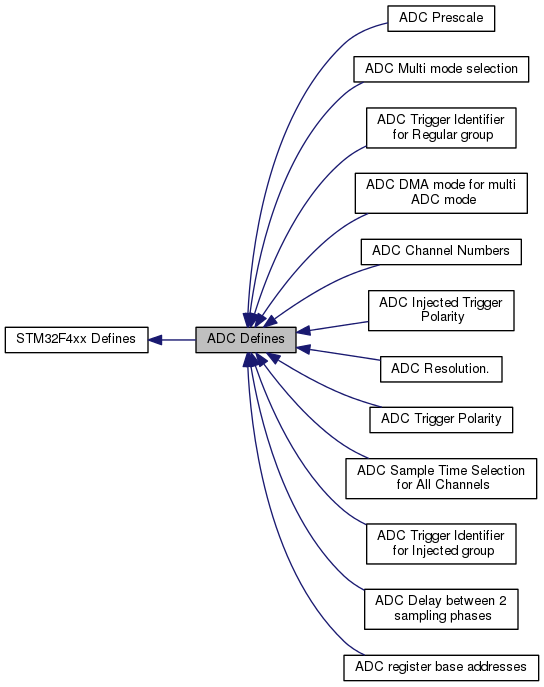 ADC Prescale
ADC Multi mode selection
ADC Trigger Identifier
for Regular group
ADC DMA mode for multi
ADC mode
ADC Channel Numbers
ADC Injected Trigger
Polarity
STM32F4xx Defines
ADC Defines
ADC Resolution.
ADC Trigger Polarity
ADC Sample Time Selection
for All Channels
ADC Trigger Identifier
for Injected group
ADC Delay between 2
sampling phases
ADC register base addresses